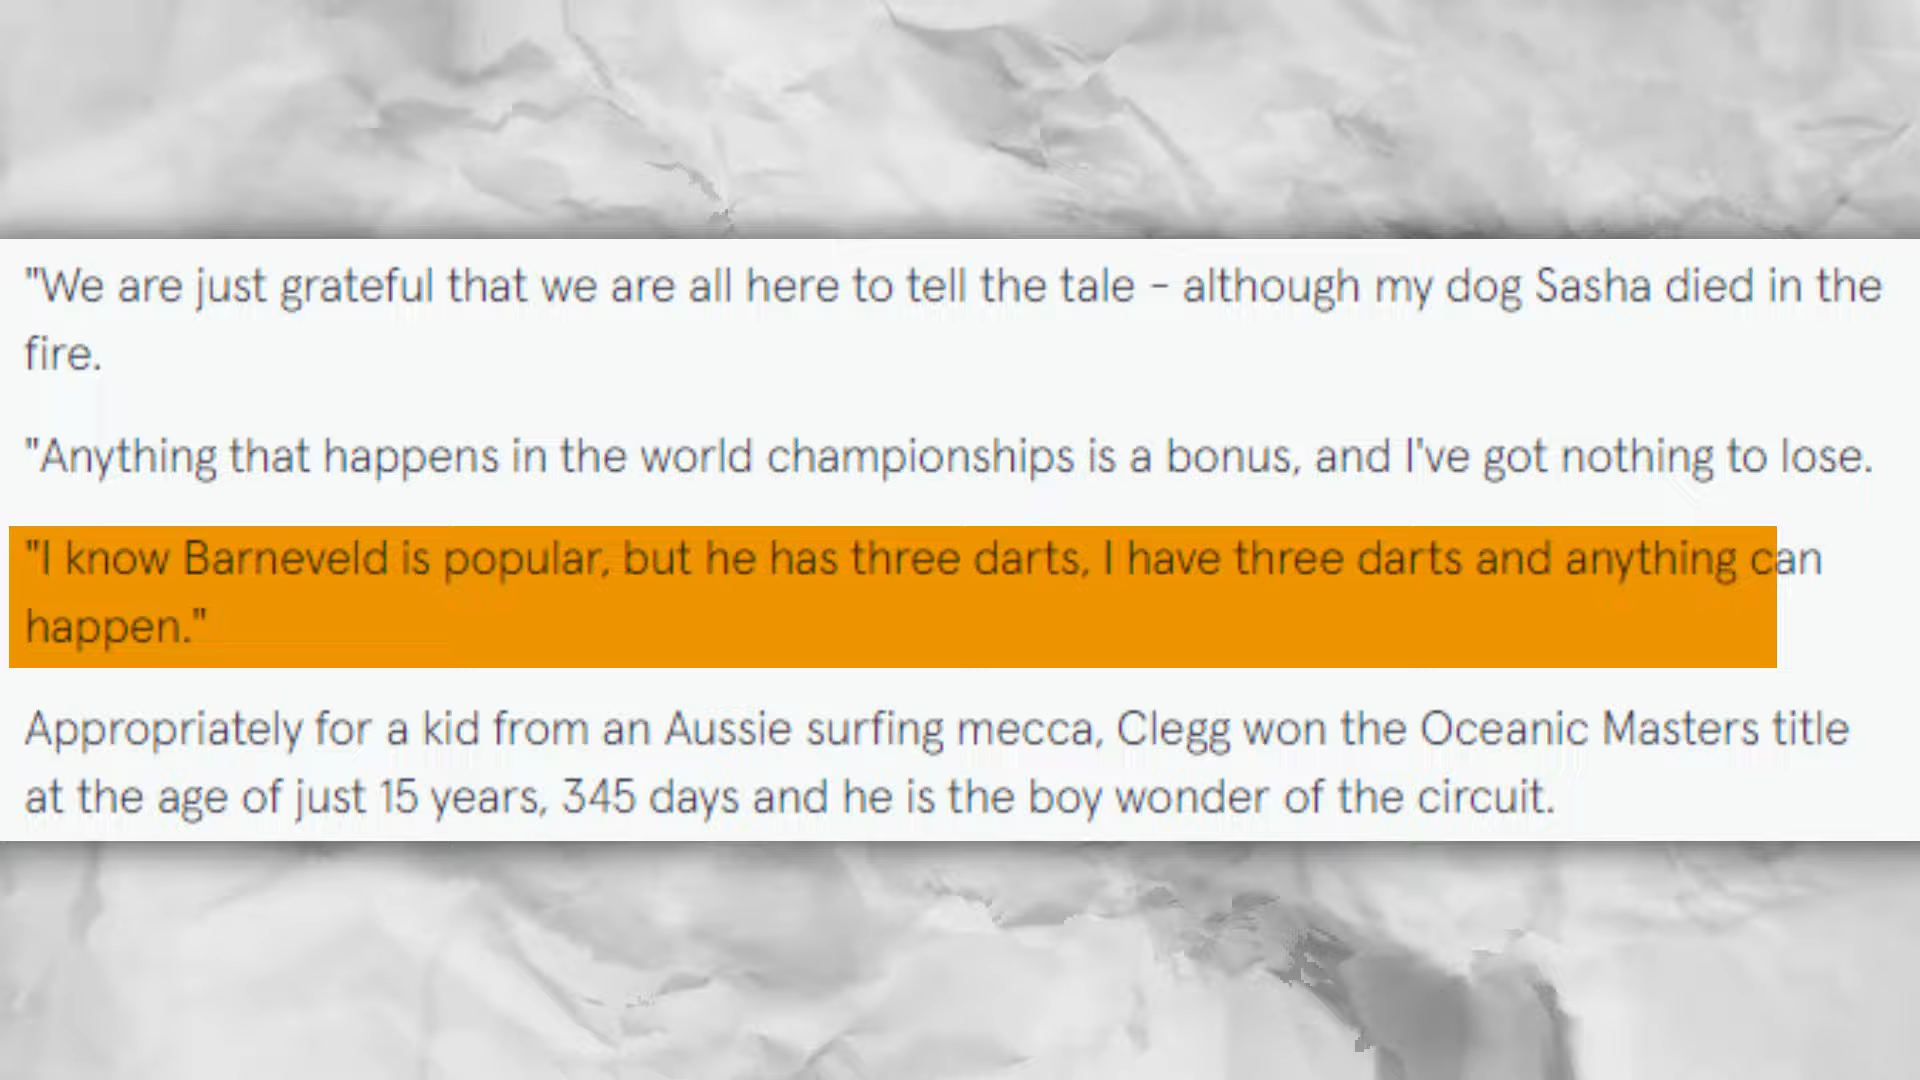 "We are just grateful that we are all here to tell the tale – although my dog Sasha died in the
fire.
"Anything that happens in the world championships is a bonus, and I've got nothing to lose.
"I know Barneveld is popular, but he has three darts, I have three darts and anything can
happen."
Appropriately for a kid from an Aussie surfing mecca, Clegg won the Oceanic Masters title
at the age of just 15 years, 345 days and he is the boy wonder of the circuit.